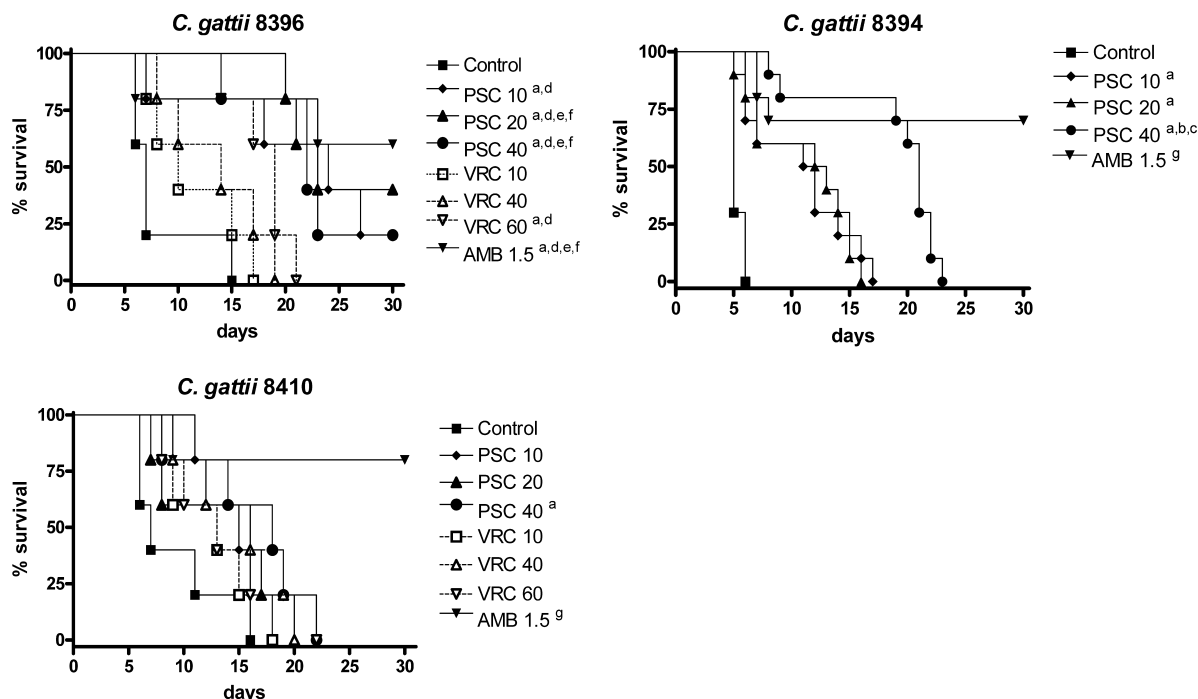 C. gattii 8396
100
75
50
25
0
% survival
0 5 10 15 20 25 30
days
Control
PSC 10 a,d
PSC 20 a,d,e,f
PSC 40 a,d,e,f
VRC 10
VRC 40
VRC 60 a,d
AMB 1.5 a,d,e,f
C. gattii 8394
100
75
50
25
0
% survival
0 5 10 15 20 25 30
days
Control
PSC 10 a
PSC 20 a
PSC 40 a,b,c
AMB 1.5 g
C. gattii 8410
100
75
50
25
0
% survival
0 5 10 15 20 25 30
days
Control
PSC 10
PSC 20
PSC 40 a
VRC 10
VRC 40
VRC 60
AMB 1.5 g